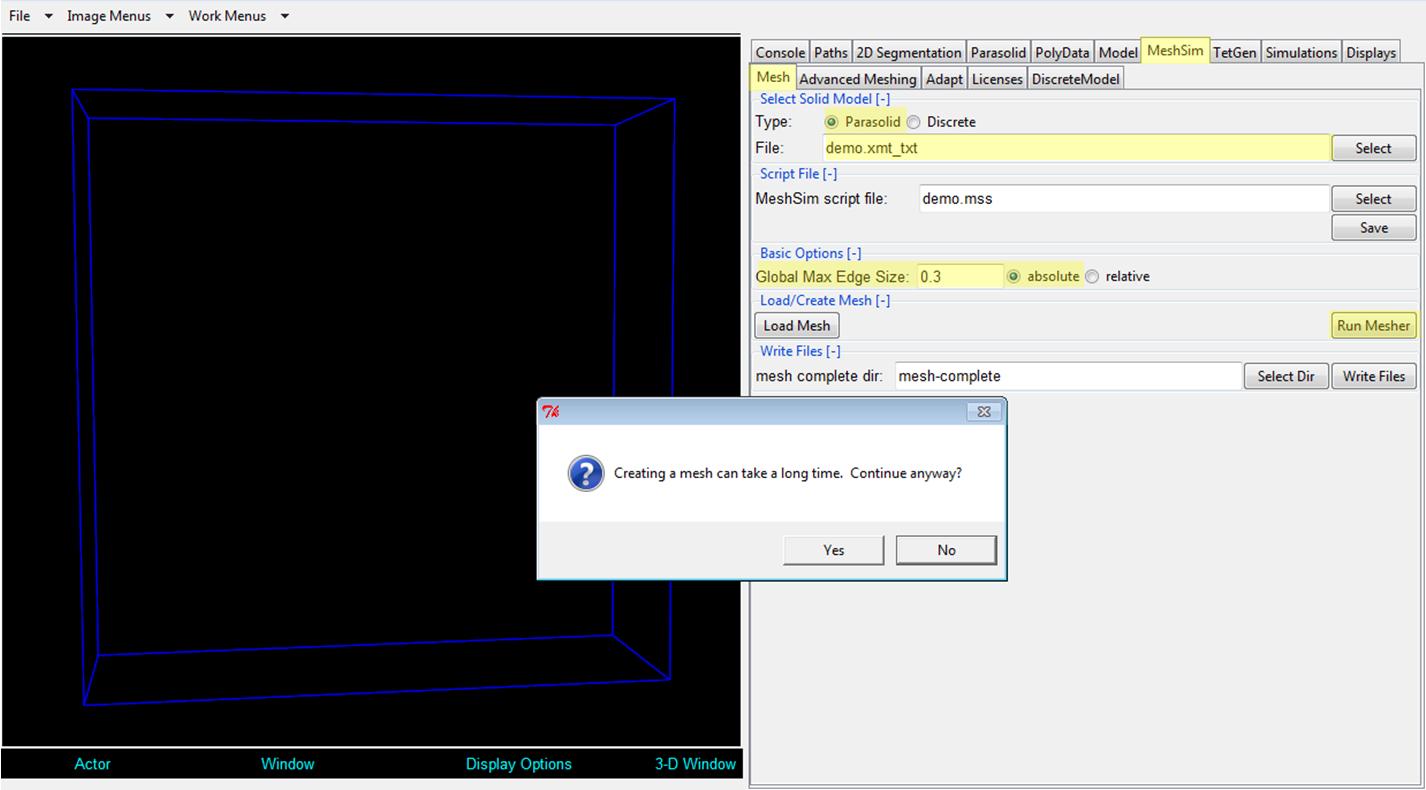 File Image Menus Work Menus
Console Paths 2D Segmentation Parasolid PolyData Model MeshSim TetGen Simulations Displays
Mesh Advanced Meshing Adapt Licenses DiscreteModel
Select Solid Model [-]
Type: Parasolid Discrete
File: demo.xmt_txt Select
Script File [-]
MeshSim script file: demo.mss Select
Save
Basic Options [-]
Global Max Edge Size: 0.3 absolute relative
Load/Create Mesh [-]
Load Mesh Run Mesher
Write Files [-]
mesh complete dir: mesh-complete Select Dir Write Files
Creating a mesh can take a long time. Continue anyway?
Yes No
Actor Window Display Options 3-D Window